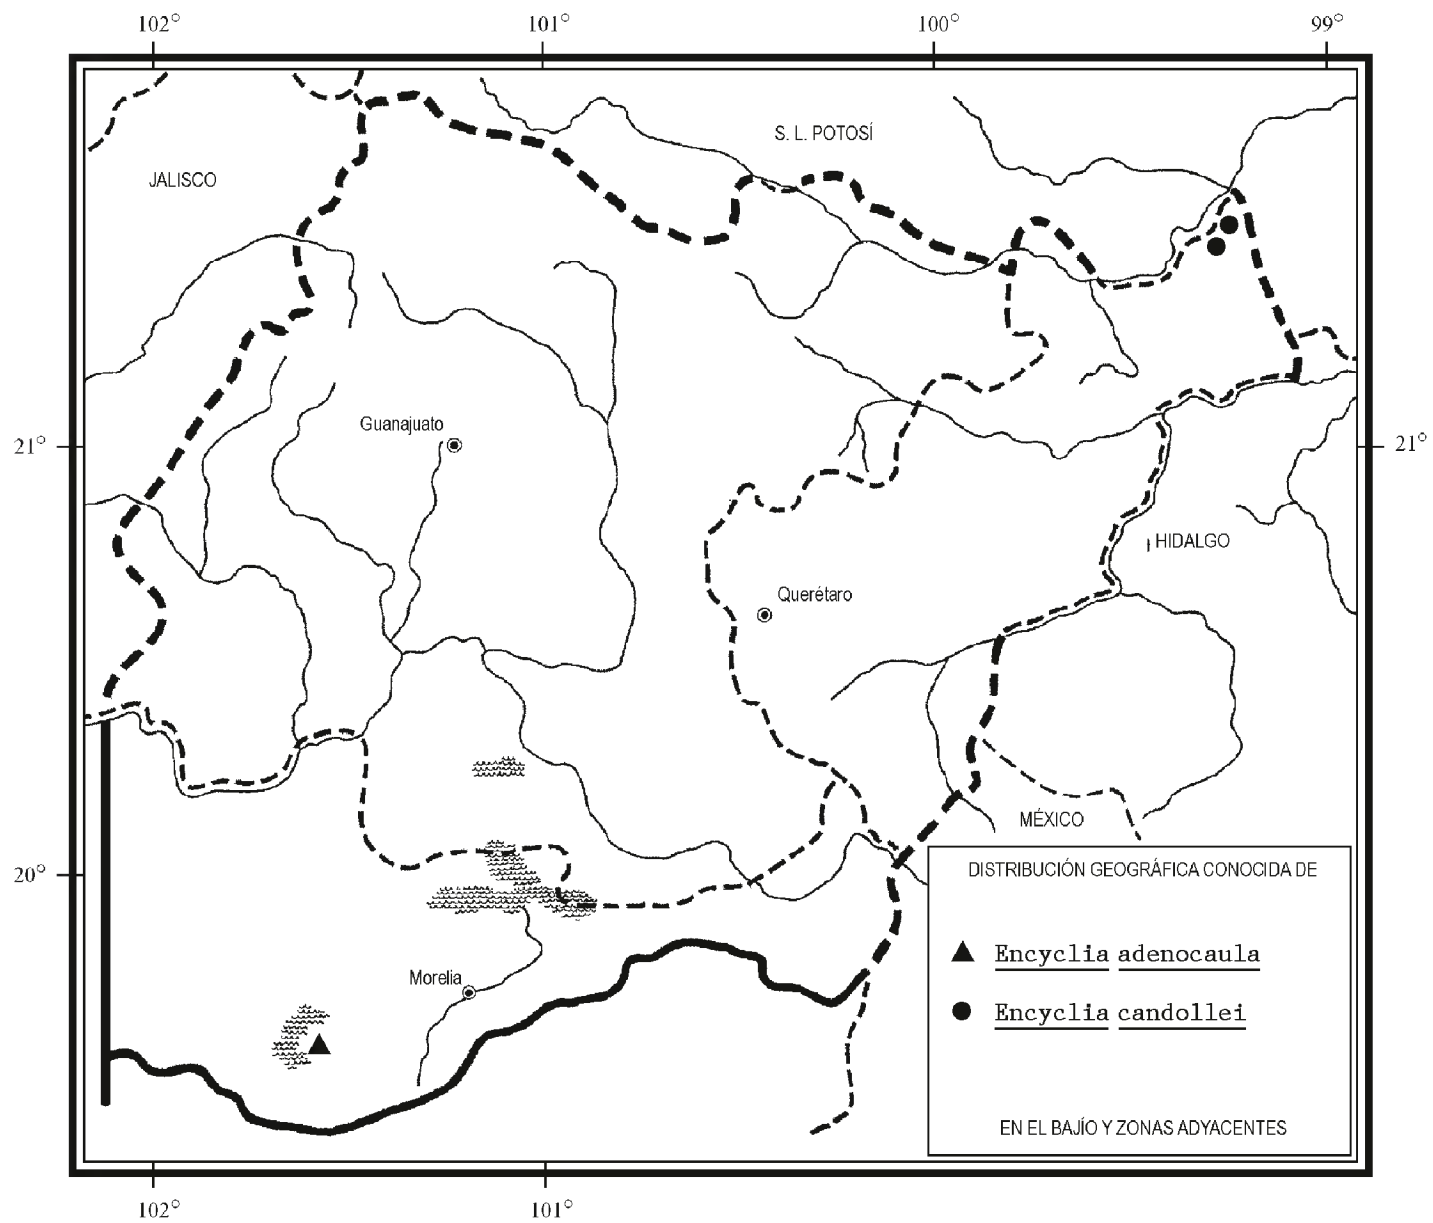 102° 101° 100° 99°
S. L. POTOSÍ
JALISCO
Guanajuato
21° 21°
HIDALGO
Querétaro
MÉXICO
20°
DISTRIBUCIÓN GEOGRÁFICA CONOCIDA DE
Encyclia adenocaula
Encyclia candollei
EN EL BAJÍO Y ZONAS ADYACENTES
Morelia
102° 101°